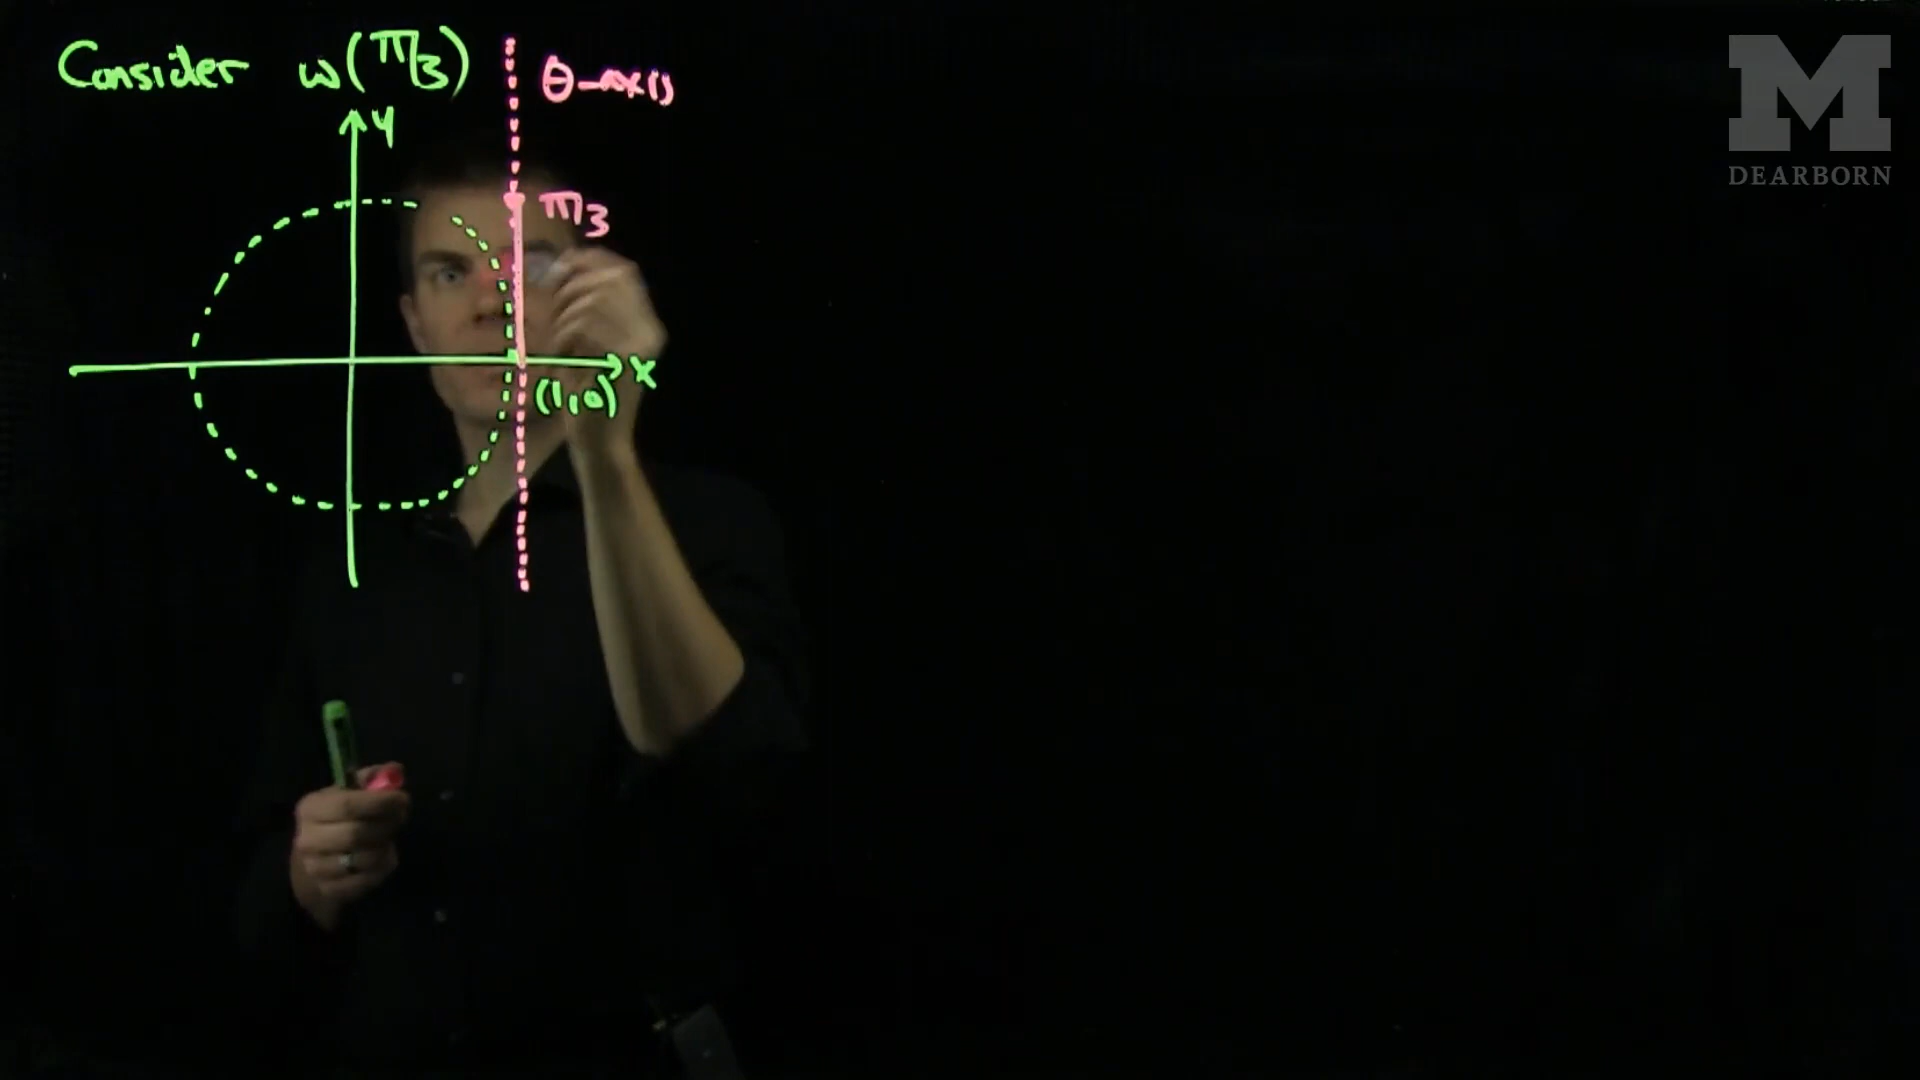 Consider w(π/3)
θ-axis
y
π/3
x
(1,0)
M
DEARBORN